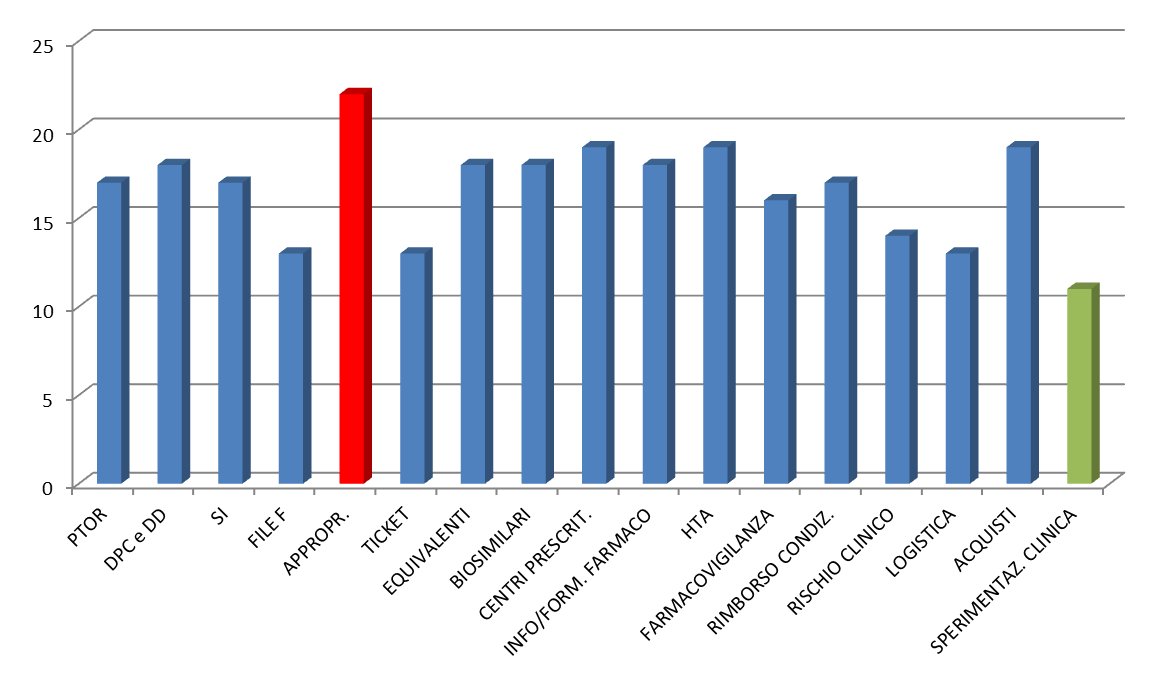 25
20
15
10
5
0
PTOR
DPC e DD
SI
FILE F
APPROPR.
TICKET
EQUIVALENTI
BIOSIMILARI
CENTRI PRESCRIT.
INFO/FORM. FARMACO
HTA
FARMACOVIGILANZA
RIMBORSO CONDIZ.
RISCHIO CLINICO
LOGISTICA
ACQUISTI
SPERIMENTAZ. CLINICA